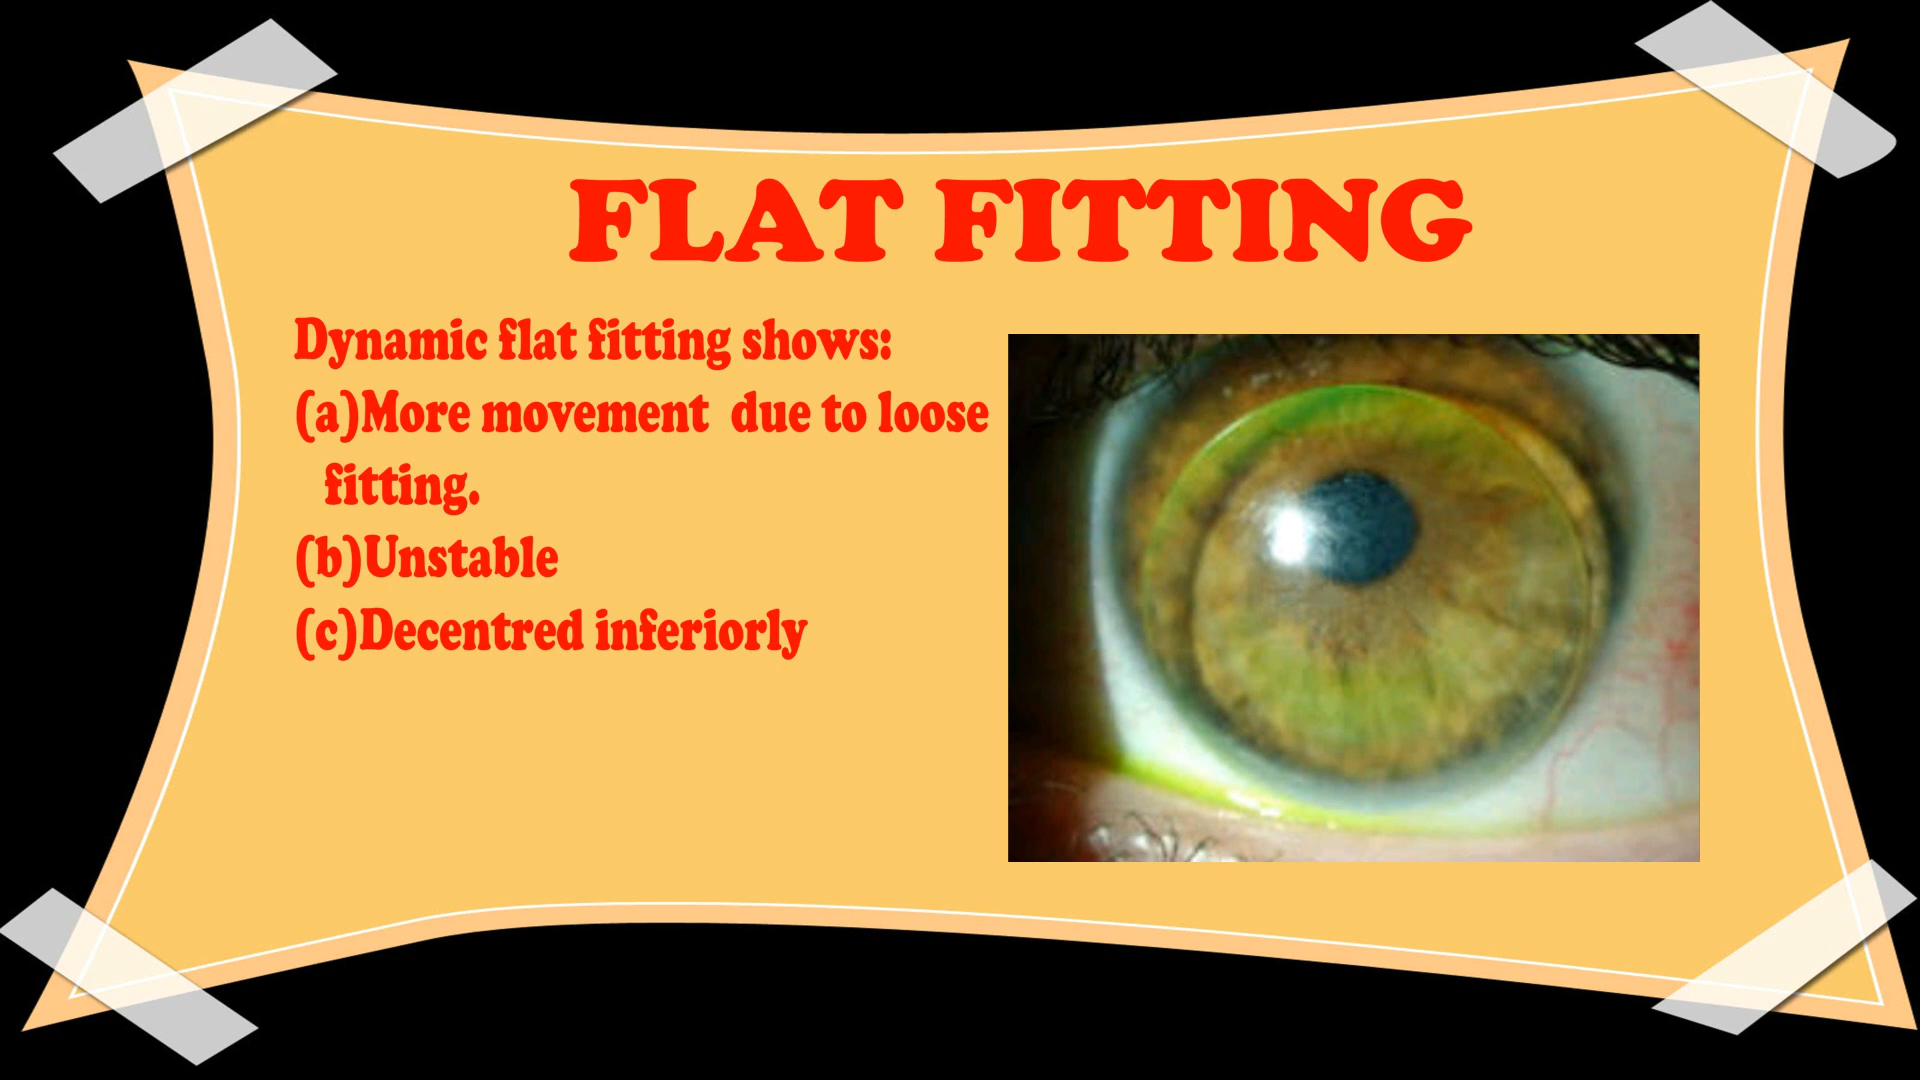 FLAT FITTING
Dynamic flat fitting shows:
(a)More movement  due to loose
fitting.
(b)Unstable
(c)Decentred inferiorly